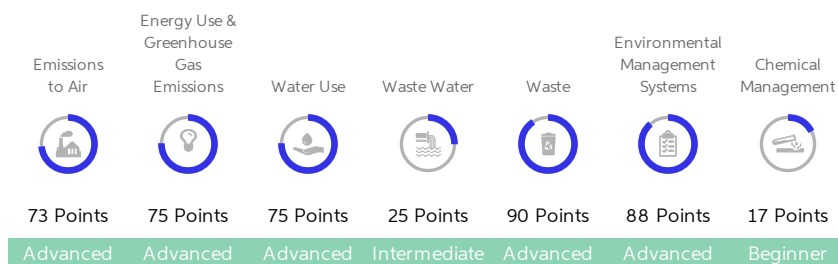 Emissions
to Air
Energy Use &
Greenhouse
Gas
Emissions
Water Use
Waste Water
Waste
Environmental
Management
Systems
Chemical
Management
73 Points
75 Points
75 Points
25 Points
90 Points
88 Points
17 Points
Advanced
Advanced
Advanced
Intermediate
Advanced
Advanced
Beginner